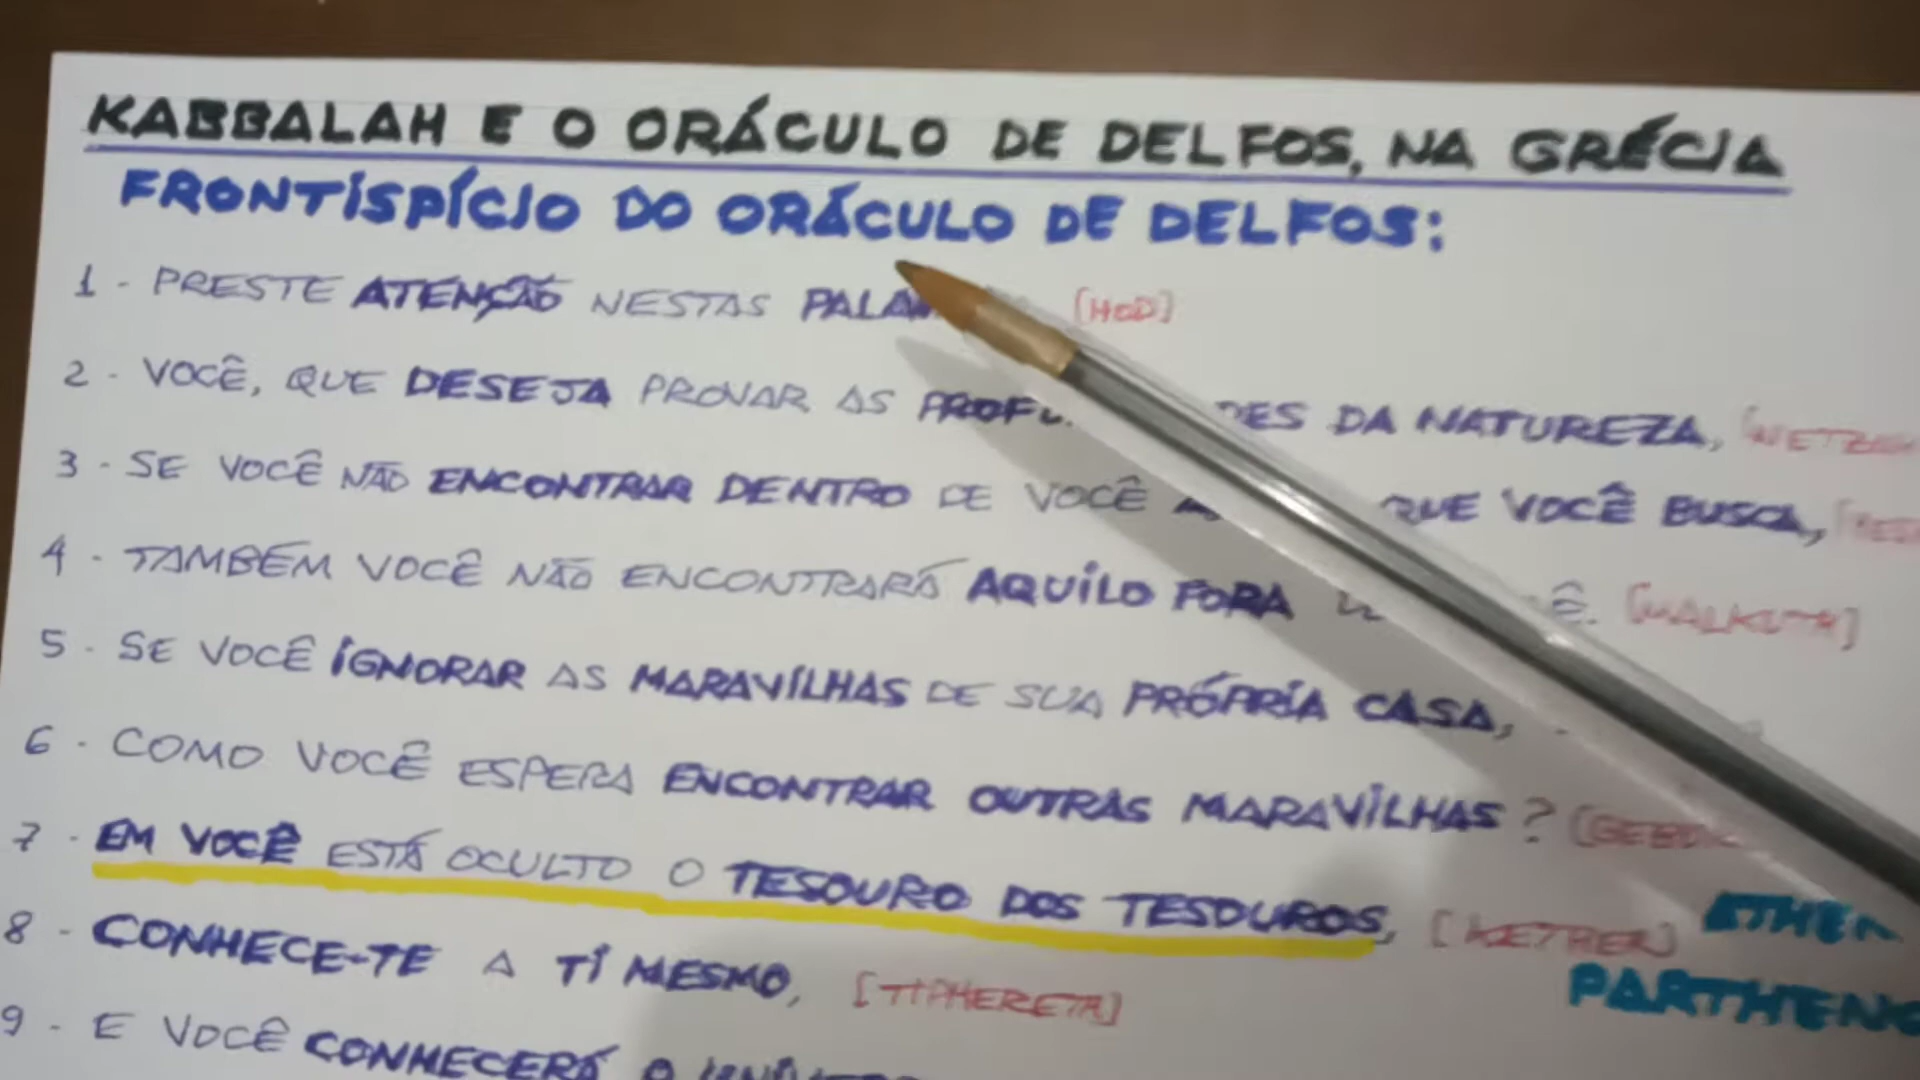 KABBALAH E O ORÁCULO DE DELFOS, NA GRÉCIA
FRONTISPÍCIO DO ORÁCULO DE DELFOS:
1 - PRESTE ATENÇÃO NESTAS [HOD]
2 - VOCÊ, QUE DESEJA PROVAR AS DA NATUREZA,
3 - SE VOCÊ NÃO ENCONTRAR DENTRO DE VOCÊ QUE VOCÊ BUSCA,
4 - TAMBÉM VOCÊ NÃO ENCONTRARÁ AQUILO FORA [MALKUTH]
5 - SE VOCÊ IGNORAR AS MARAVILHAS DE SUA PRÓPRIA CASA,
6 - COMO VOCÊ ESPERA ENCONTRAR OUTRAS MARAVILHAS?
7 - EM VOCÊ ESTÁ OCULTO O TESOURO DOS TESOUROS, [KETHER]
8 - CONHECE-TE A TI MESMO, [TIPHERETH]
9 - E VOCÊ CONHECERÁ O